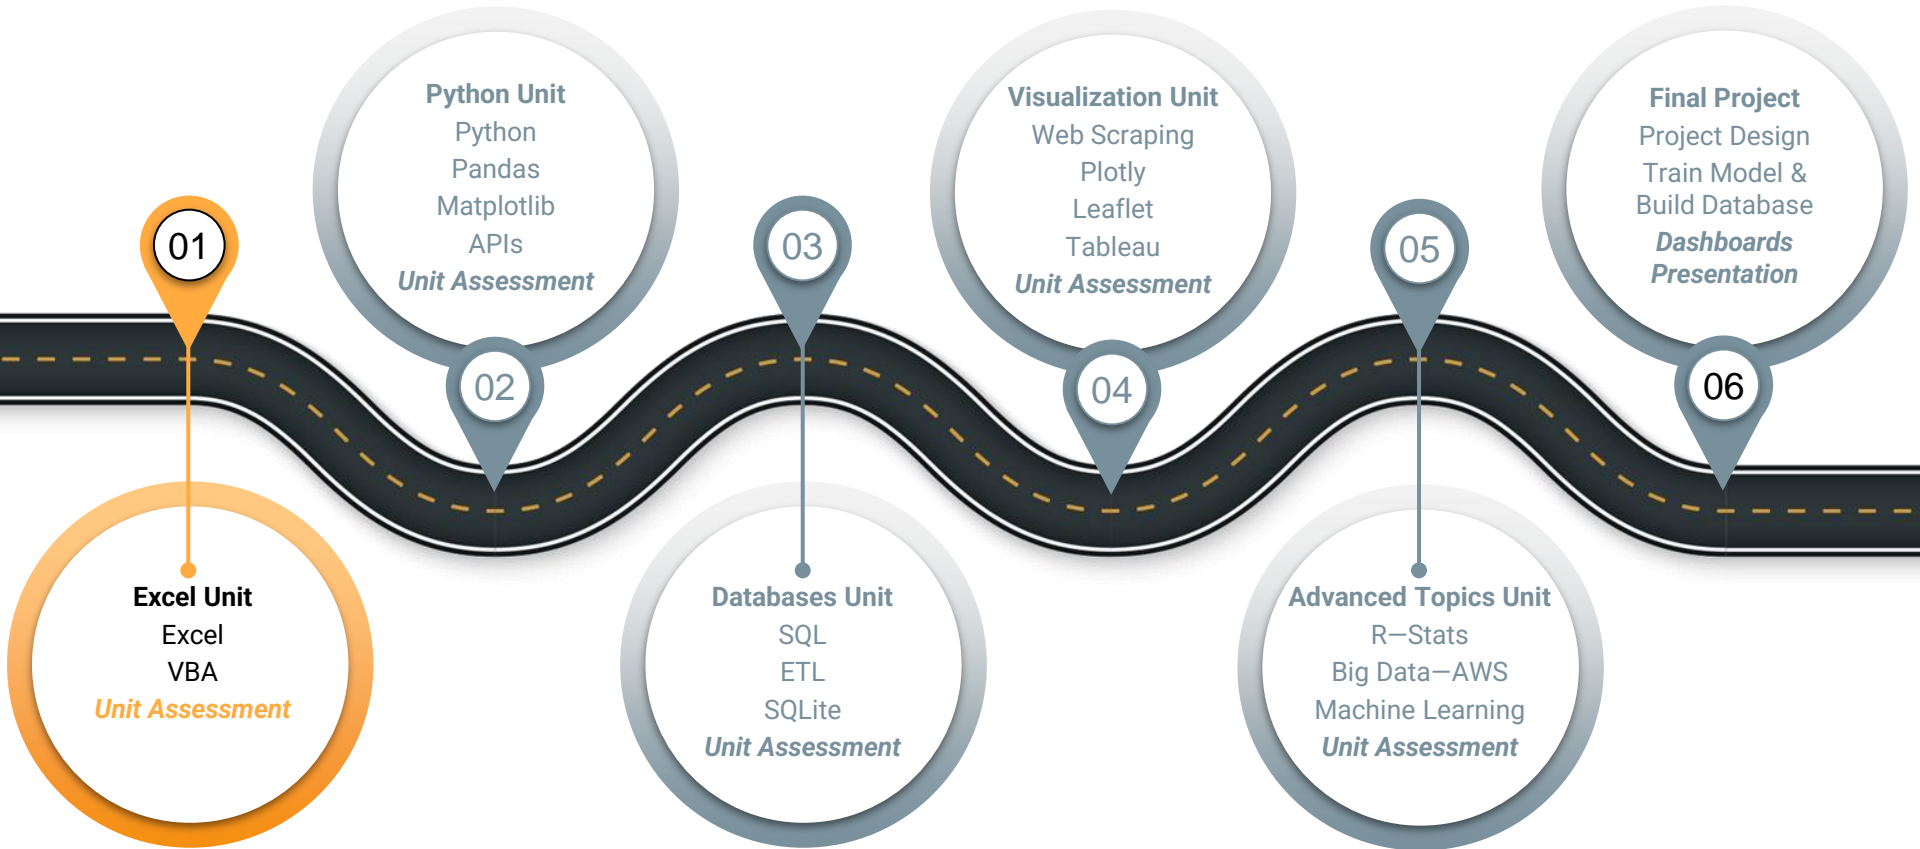 01
Excel Unit
Excel
VBA
Unit Assessment
Python Unit
Python
Pandas
Matplotlib
APIs
Unit Assessment
02
03
Databases Unit
SQL
ETL
SQLite
Unit Assessment
Visualization Unit
Web Scraping
Plotly
Leaflet
Tableau
Unit Assessment
04
05
Advanced Topics Unit
R—Stats
Big Data—AWS
Machine Learning
Unit Assessment
Final Project
Project Design
Train Model &
Build Database
Dashboards
Presentation
06